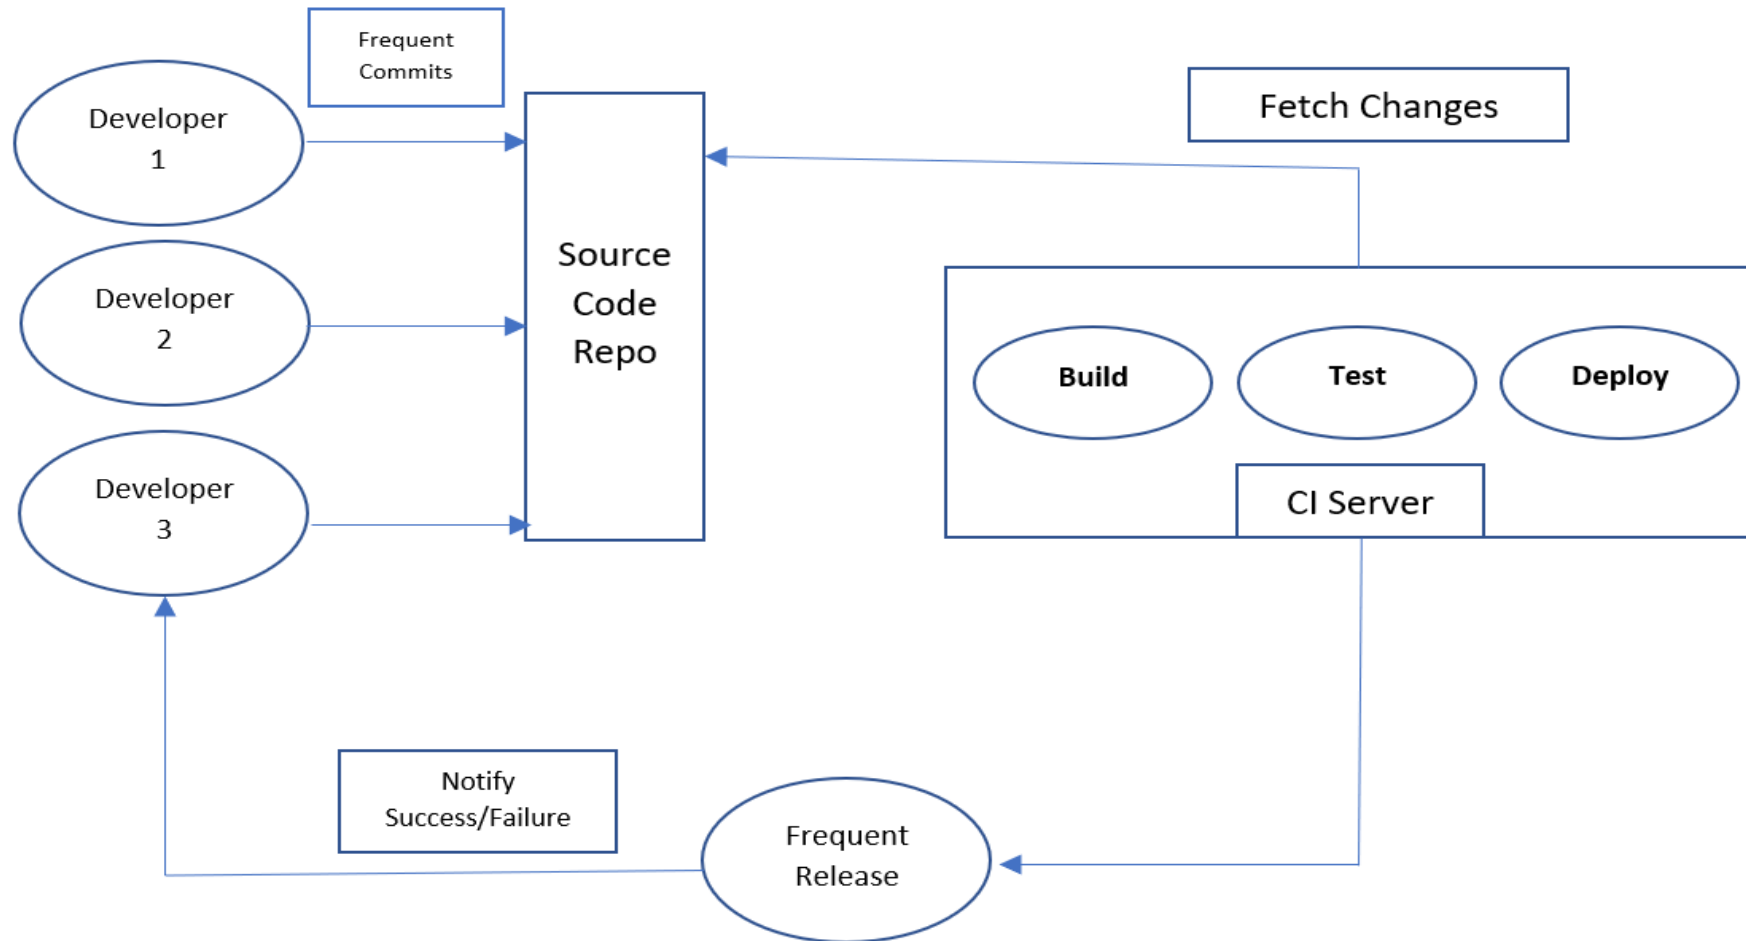 Frequent
Commits
Developer
1
Fetch Changes
Developer
2
Source
Code
Repo
Build
Test
Deploy
Developer
3
CI Server
Notify
Success/Failure
Frequent
Release